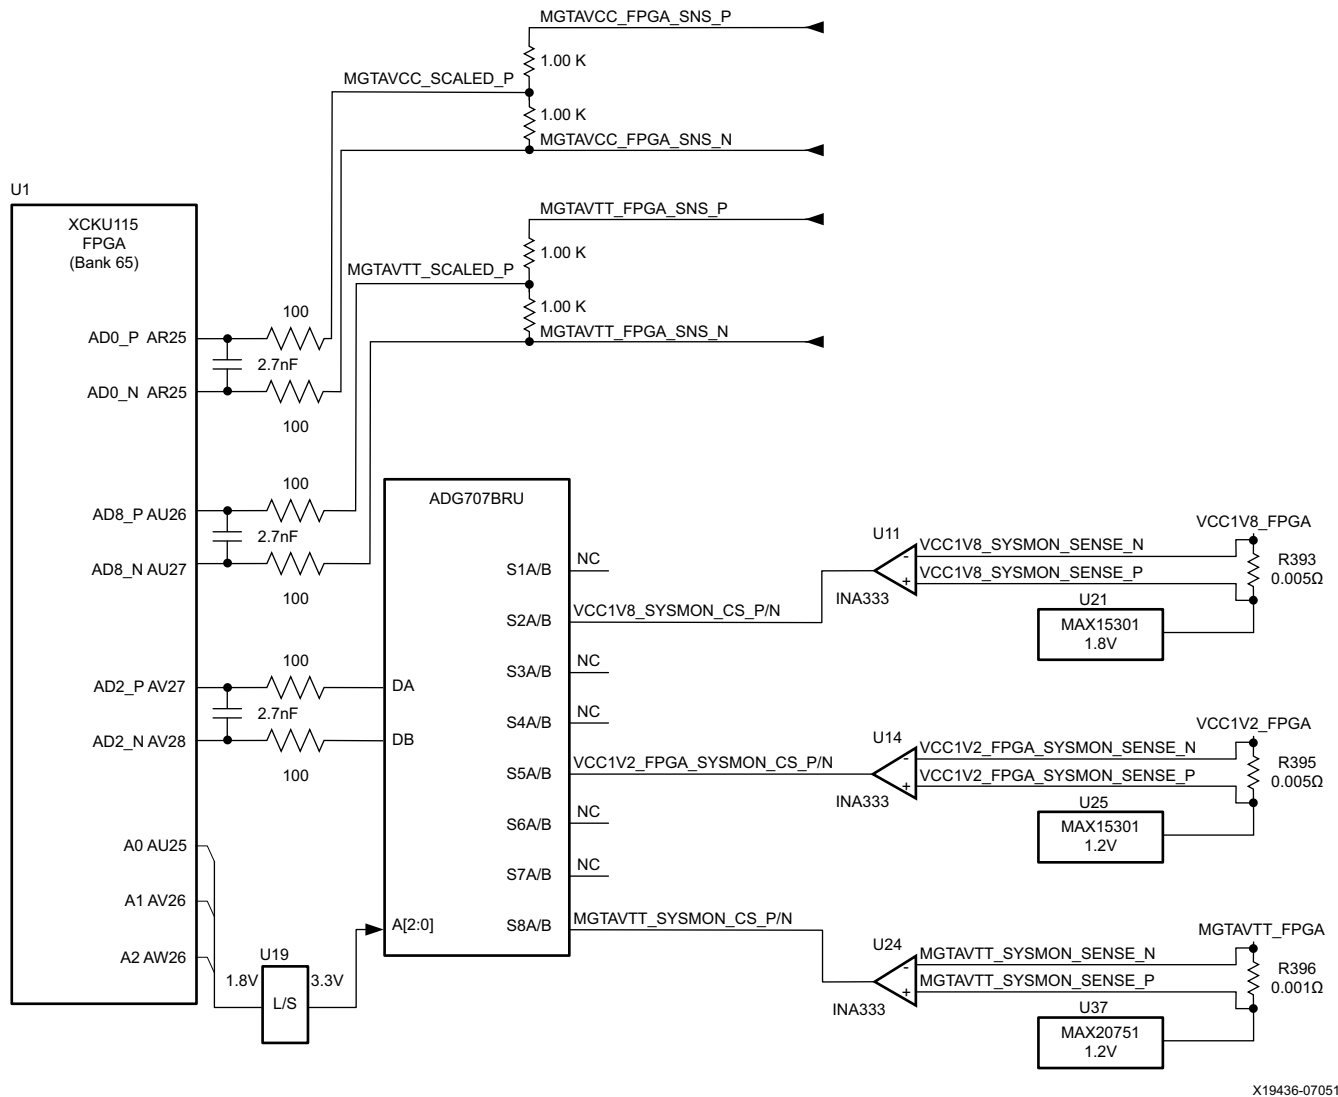 MGTAVCC_FPGA_SNS_P
1.00 K
MGTAVCC_SCALED_P
1.00 K
MGTAVCC_FPGA_SNS_N
U1
XCKU115
FPGA
(Bank 65)
MGTAVTT_FPGA_SNS_P
1.00 K
MGTAVTT_SCALED_P
1.00 K
MGTAVTT_FPGA_SNS_N
100
AD0_P AR25
2.7nF
AD0_N AR25
100
100
AD8_P AU26
2.7nF
AD8_N AU27
100
100
AD2_P AV27
2.7nF
AD2_N AV28
100
A0 AU25
A1 AV26
A2 AW26
U19
1.8V
3.3V
L/S
ADG707BRU
DA
DB
A[2:0]
S1A/B
NC
S2A/B
VCC1V8_SYSMON_CS_P/N
S3A/B
NC
S4A/B
NC
S5A/B
VCC1V2_FPGA_SYSMON_CS_P/N
S6A/B
NC
S7A/B
NC
S8A/B
MGTAVTT_SYSMON_CS_P/N
VCC1V8_FPGA
U11
VCC1V8_SYSMON_SENSE_N
-
+
VCC1V8_SYSMON_SENSE_P
R393
0.005Ω
INA333
U21
MAX15301
1.8V
VCC1V2_FPGA
U14
VCC1V2_FPGA_SYSMON_SENSE_N
-
+
VCC1V2_FPGA_SYSMON_SENSE_P
R395
0.005Ω
INA333
U25
MAX15301
1.2V
MGTAVTT_FPGA
U24
MGTAVTT_SYSMON_SENSE_N
-
+
MGTAVTT_SYSMON_SENSE_P
R396
0.001Ω
INA333
U37
MAX20751
1.2V
X19436-07051